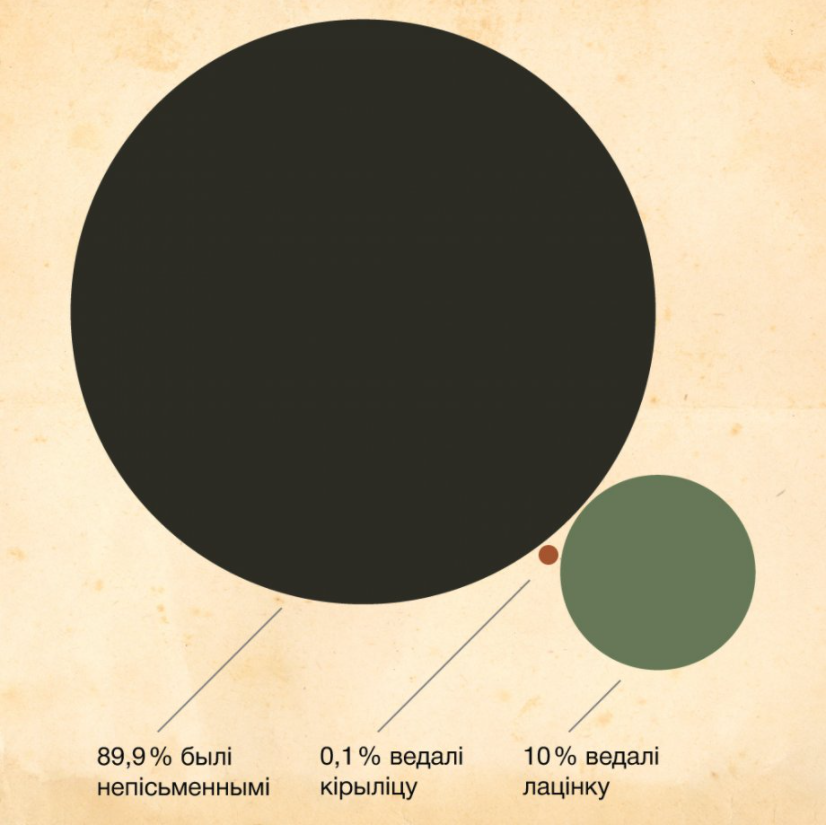 89,9% былі
непісьменнымі
0,1% ведалі
кірыліцу
10% ведалі
лацінку